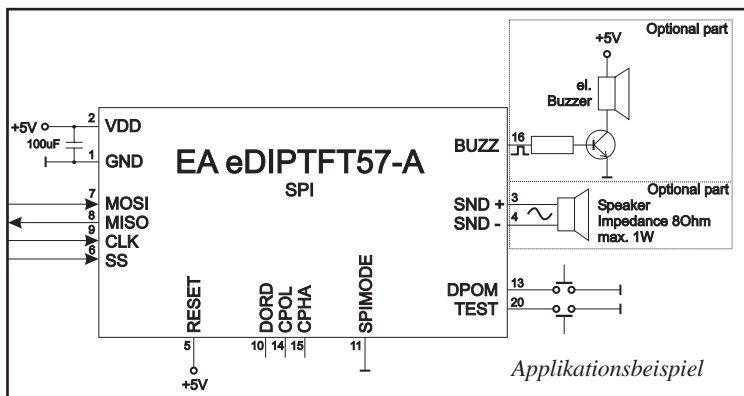 Optional part
+5V
el.
Buzzer
2
VDD
+5V
100uF
1
GND
EA eDIPTFT57-A
SPI
BUZZ
16
7
MOSI
8
MISO
9
CLK
6
SS
SND +
3
SND -
4
Optional part
Speaker
Impedance 8Ohm
max. 1W
DPOM
13
TEST
20
RESET
DORD
CPOL
CPHA
SPIMODE
5
10
14
15
11
+5V
Applikationsbeispiel